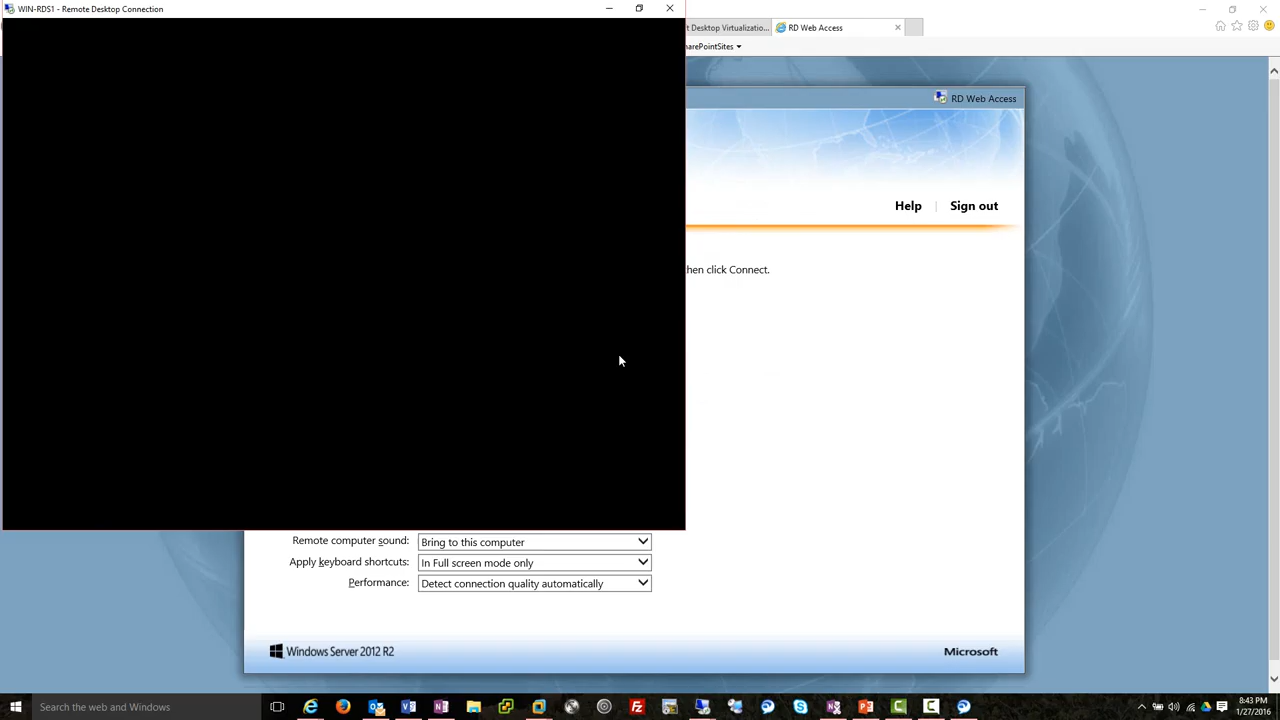 WIN-RDS1 - Remote Desktop Connection
t Desktop Virtualizatio...
RD Web Access
harePointSites
RD Web Access
Help | Sign out
hen click Connect.
Remote computer sound: Bring to this computer
Apply keyboard shortcuts: In Full screen mode only
Performance: Detect connection quality automatically
Windows Server 2012 R2
Microsoft
Search the web and Windows
8:43 PM
1/27/2016